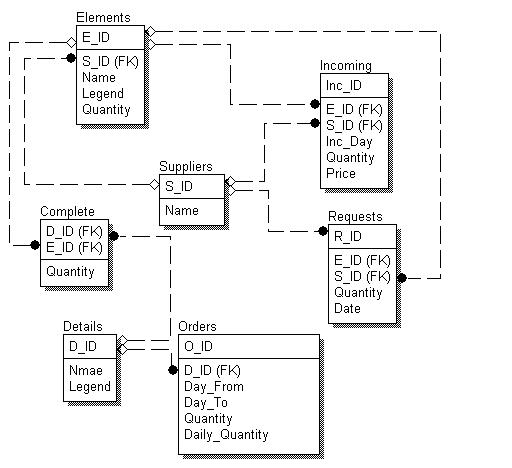 Elements
E_ID
S_ID (FK)
Name
Legend
Quantity
Incoming
Inc_ID
E_ID (FK)
S_ID (FK)
Inc_Day
Quantity
Price
Suppliers
S_ID
Name
Complete
D_ID (FK)
E_ID (FK)
Quantity
Requests
R_ID
E_ID (FK)
S_ID (FK)
Quantity
Date
Details
D_ID
Nmae
Legend
Orders
O_ID
D_ID (FK)
Day_From
Day_To
Quantity
Daily_Quantity